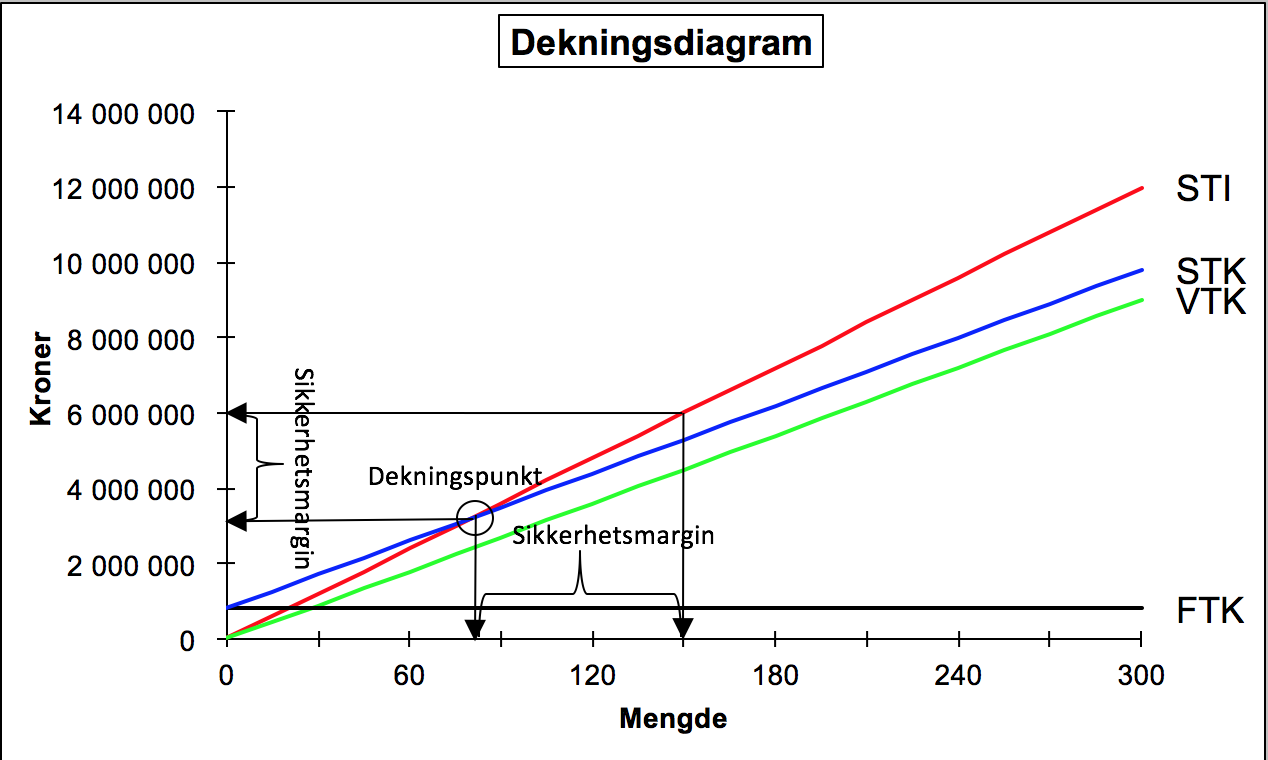 Dekningsdiagram
14 000 000
12 000 000
10 000 000
8 000 000
6 000 000
4 000 000
2 000 000
0
Kroner
Sikkerhetsmargin
Dekningspunkt
Sikkerhetsmargin
STI
STK
VTK
FTK
0 60 120 180 240 300
Mengde